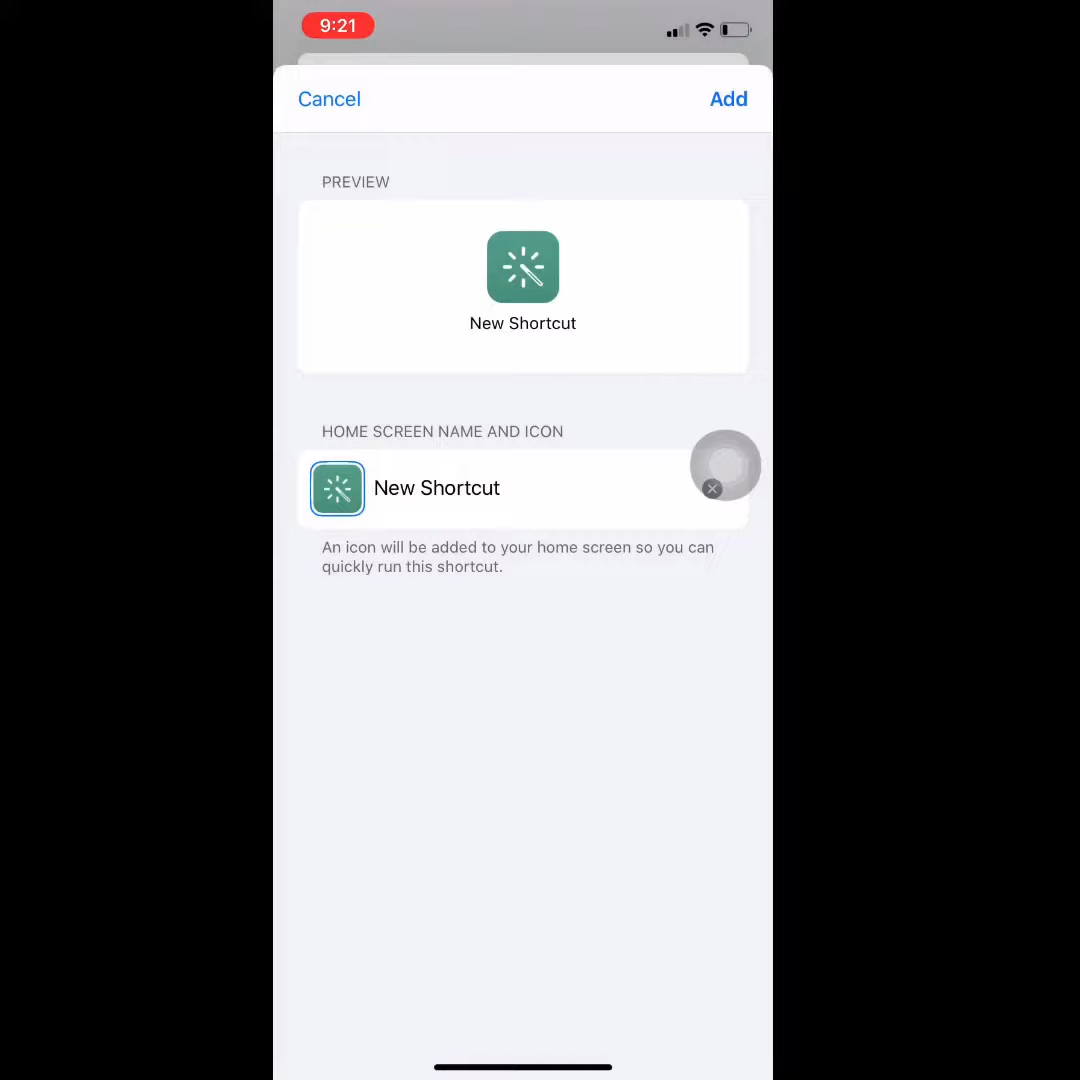 9:21
Cancel
Add
PREVIEW
New Shortcut
HOME SCREEN NAME AND ICON
New Shortcut
An icon will be added to your home screen so you can
quickly run this shortcut.